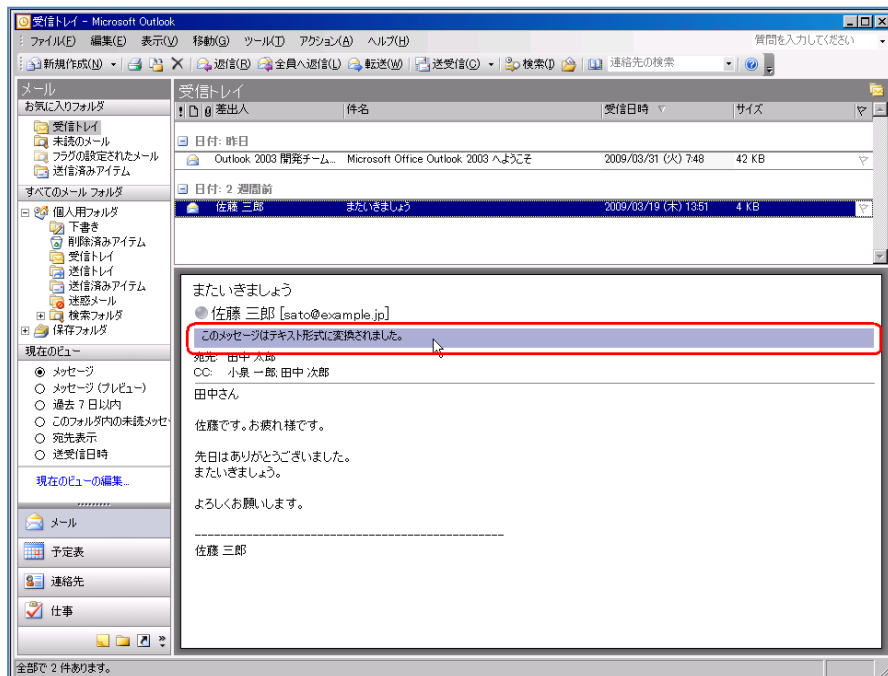 受信トレイ - Microsoft Outlook
ファイル(F) 編集(E) 表示(V) 移動(G) ツール(T) アクション(A) ヘルプ(H) 質問を入力してください
新規作成(N) 返信(R) 全員へ返信(L) 転送(W) 送受信(C) 検索(I) 連絡先の検索
メール
お気に入りフォルダ
受信トレイ
未読のメール
フラグの設定されたメール
送信済みアイテム
すべてのメール フォルダ
個人用フォルダ
下書き
削除済みアイテム
受信トレイ
送信トレイ
送信済みアイテム
迷惑メール
検索フォルダ
保存フォルダ
現在のビュー
メッセージ
メッセージ (プレビュー)
過去 7 日以内
このフォルダ内の未読メッセ
宛先表示
送受信日時
現在のビューの編集...
メール
予定表
連絡先
仕事
受信トレイ
差出人 件名 受信日時 サイズ
日付: 昨日
Outlook 2003 開発チーム... Microsoft Office Outlook 2003 へようこそ 2009/03/31 (火) 7:48 42 KB
日付: 2 週間前
佐藤 三郎 またいきましょう 2009/03/19 (木) 13:51 4 KB
またいきましょう
佐藤 三郎 [sato@example.jp]
このメッセージはテキスト形式に変換されました。
宛先: 田中 太郎
CC: 小泉 一郎; 田中 次郎
田中さん
佐藤です。お疲れ様です。
先日はありがとうございました。
またいきましょう。
よろしくお願いします。
------------------------------------------------
佐藤 三郎
全部で 2 件あります。